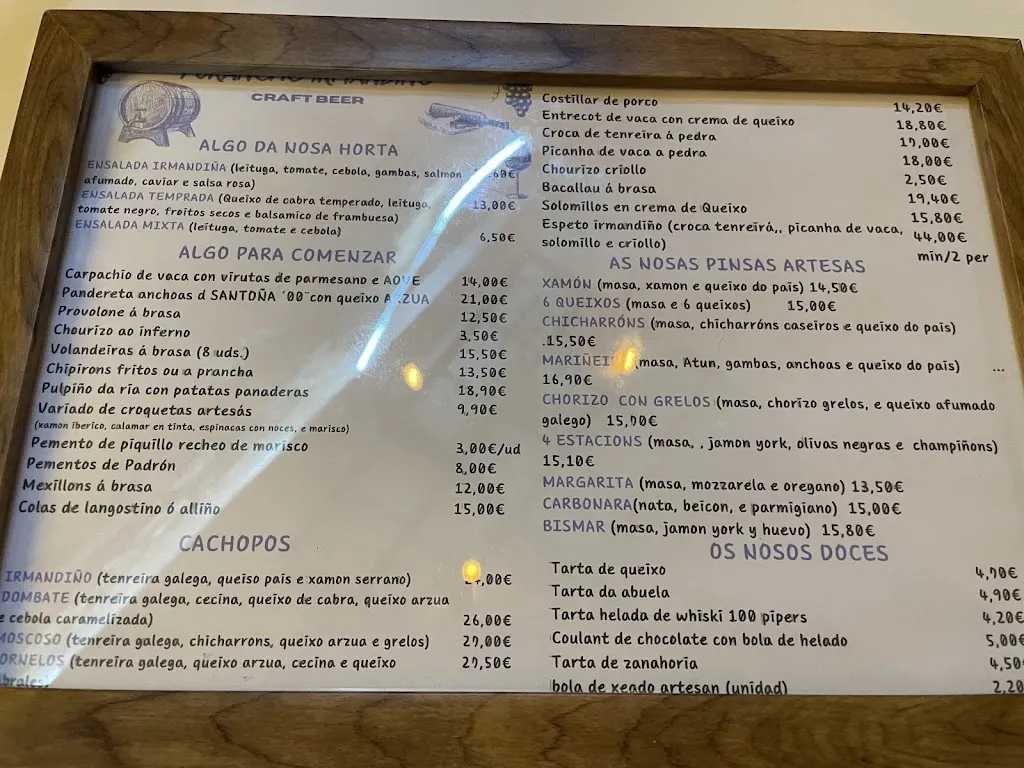 CRAFT BEER
ALGO DA NOSA HORTA
ENSALADA IRMANDIÑA (leituga, tomate, cebola, gambas, salmón
afumado, caviar e salsa rosa)
ENSALADA TEMPRADA (Queixo de cabra temperado, leituga, 13,00€
tomate negro, froitos secos e balsamico de frambuesa)
ENSALADA MIXTA (leituga, tomate e cebola) 6,50€
ALGO PARA COMENZAR
Carpachio de vaca con virutas de parmesano e AOVE 14,00€
Pandereta anchoas d SANTOÑA ´00¨con queixo ARZUA 21,00€
Provolone á brasa 12,50€
Chourizo ao inferno 3,50€
Volandeiras á brasa (8 uds.) 15,50€
Chipirons fritos ou a prancha 13,50€
Pulpiño da ria con patatas panaderas 18,90€
Variado de croquetas artesás 9,90€
(xamon iberico, calamar en tinta, espinacas con noces, e marisco)
Pemento de piquillo recheo de marisco 3,00€/ud
Pementos de Padrón 8,00€
Mexillons á brasa 12,00€
Colas de langostino ó alliño 15,00€
CACHOPOS
IRMANDIÑO (tenreira galega, queiso pais e xamon serrano)
DOMBATE (tenreira galega, cecina, queixo de cabra, queixo arzua
e cebola caramelizada) 26,00€
MOSCOSO (tenreira galega, chicharrons, queixo arzua e grelos)
ORNELOS (tenreira galega, queixo arzua, cecina e queixo
brales)
Costillar de porco 14,20€
Entrecot de vaca con crema de queixo 18,80€
Croca de tenreira á pedra
Picanha de vaca a pedra 18,00€
Chourizo criollo 2,50€
Bacallau á brasa 19,40€
Solomillos en crema de Queixo 15,80€
Espeto irmandiño (croca tenreirá,, picanha de vaca, 44,00€
solomillo e criollo) min/2 per
AS NOSAS PINSAS ARTESAS
XAMÓN (masa, xamon e queixo do pais) 14,50€
6 QUEIXOS (masa e 6 queixos) 15,00€
CHICHARRÓNS (masa, chicharróns caseiros e queixo do pais)
.15,50€
(masa, Atun, gambas, anchoas e queixo do pais) ...
16,90€
CHORIZO CON GRELOS (masa, chorizo grelos, e queixo afumado
galego)
4 ESTACIONS (masa, , jamon york, olivas negras e champiñons)
15,10€
MARGARITA (masa, mozzarela e oregano) 13,50€
CARBONARA(nata, beicon, e parmigiano) 15,00€
BISMAR (masa, jamon york y huevo) 15,80€
OS NOSOS DOCES
Tarta de queixo
Tarta da abuela 4,90€
Tarta helada de whiski 100 pipers 4,20€
Coulant de chocolate con bola de helado 5,00€
Tarta de zanahoria 4,50
bola de xeado artesan (unidad) 2,20